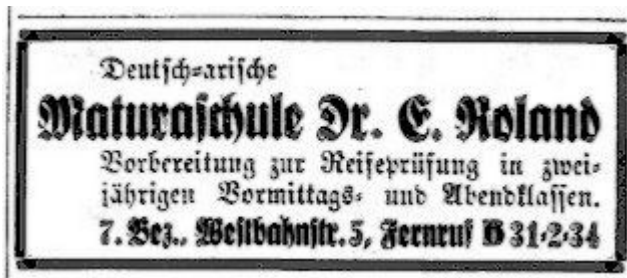 Deutsch-arische
Maturaschule Dr. E. Roland
Vorbereitung zur Reifeprüfung in zwei-
jährigen Vormittags- und Abendklassen.
7. Bez., Westbahnstr. 5, Fernruf B 31-2-34